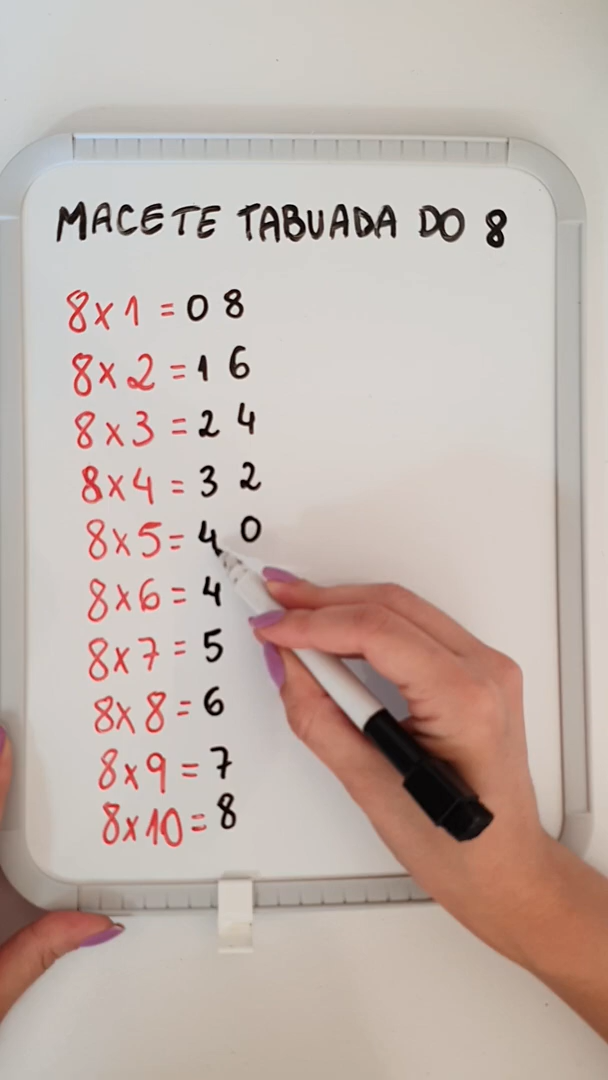 MACETE TABUADA DO 8
8x1 = 0 8
8x2 = 1 6
8x3 = 2 4
8x4 = 3 2
8x5 = 4 0
8x6 = 4
8x7 = 5
8x8 = 6
8x9 = 7
8x10 = 8